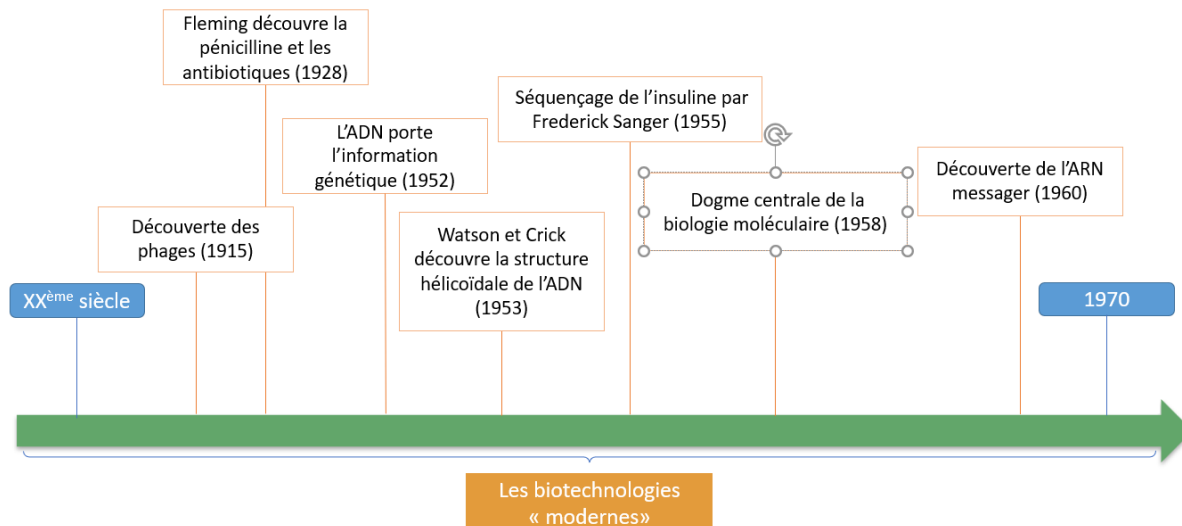 Fleming découvre la
pénicilline et les
antibiotiques (1928)
Séquençage de l’insuline par
Frederick Sanger (1955)
L’ADN porte
l’information
génétique (1952)
Découverte de l’ARN
messager (1960)
Dogme centrale de la
biologie moléculaire (1958)
Découverte des
phages (1915)
Watson et Crick
découvre la structure
hélicoïdale de l’ADN
(1953)
XXème siècle
1970
Les biotechnologies
« modernes»